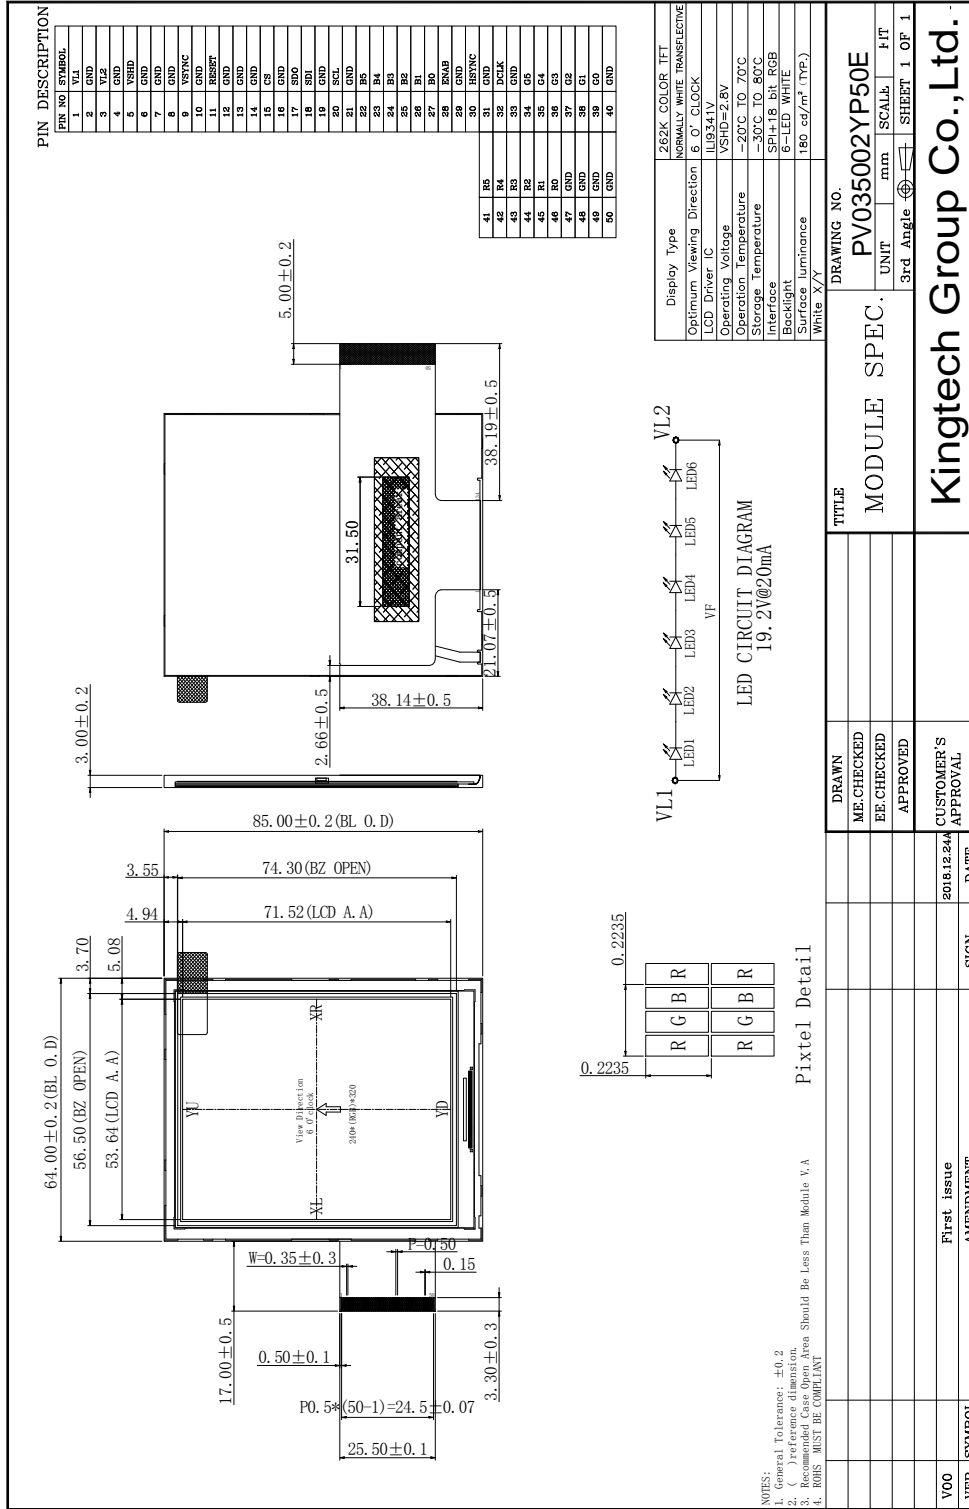 PIN DESCRIPTION
PIN NO SYMBOL
1 VL1
2 GND
3 VL2
4 GND
5 VSHD
6 GND
7 GND
8 GND
9 VSYNC
10 GND
11 RESET
12 GND
13 GND
14 GND
15 CS
16 GND
17 SDO
18 SDI
19 GND
20 SCL
21 GND
22 B5
23 B4
24 B3
25 B2
26 B1
27 B0
28 ENAB
29 GND
30 HSYNC
31 GND
32 DCLK
33 GND
34 G5
35 G4
36 G3
37 G2
38 G1
39 G0
40 GND
41 R5
42 R4
43 R3
44 R2
45 R1
46 R0
47 GND
48 GND
49 GND
50 GND
64.00±0.2(BL O.D)
56.50(BZ OPEN)
53.64(LCD A.A)
3.70
5.08
3.55
4.94
85.00±0.2(BL O.D)
74.30(BZ OPEN)
71.52(LCD A.A)
YU
YD
XL
XR
View Direction
6 O'clock
240*(RGB)*320
W=0.35±0.3
P=0.50
0.15
17.00±0.5
0.50±0.1
3.30±0.3
P0.5*(50-1)=24.5±0.07
25.50±0.1
3.00±0.2
2.66±0.5
38.14±0.5
21.07±0.5
31.50
38.19±0.5
5.00±0.2
0.2235
0.2235
R G B R
R G B R
Pixtel Detail
VL1
LED1 LED2 LED3 LED4 LED5 LED6
VL2
VF
LED CIRCUIT DIAGRAM
19.2V@20mA
Display Type 262K COLOR TFT
NORMALLY WHITE TRANSFLECTIVE
Optimum Viewing Direction 6 O' CLOCK
LCD Driver IC ILI9341V
Operating Voltage VSHD=2.8V
Operation Temperature -20°C TO 70°C
Storage Temperature -30°C TO 80°C
Interface SPI+18 bit RGB
Backlight 6-LED WHITE
Surface luminance 180 cd/m² (TYP.)
White X/Y
NOTES:
1. General Tolerance: ±0.2
2. ( )reference dimension.
3. Recommended Case Open Area Should Be Less Than Module V.A
4. ROHS MUST BE COMPLIANT
V00 First issue 2018.12.24A
VER SYMBOL AMENDMENT SIGN DATE
DRAWN
ME.CHECKED
EE.CHECKED
APPROVED
CUSTOMER'S
APPROVAL
TITLE
MODULE SPEC.
DRAWING NO.
PV035002YP50E
UNIT mm SCALE FIT
3rd Angle SHEET 1 OF 1
Kingtech Group Co.,Ltd.